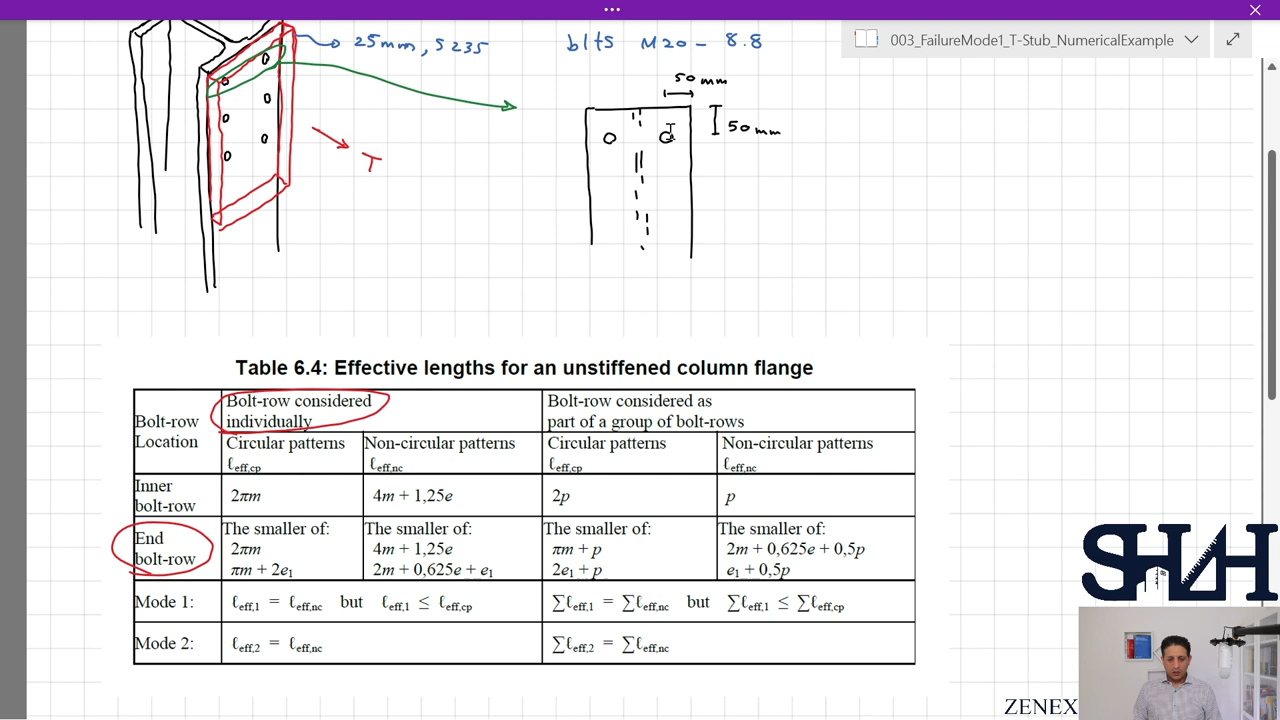 003_FailureMode1_T-Stub_NumericalExample
25mm, S235
blts M20 - 8.8
50 mm
50 mm
T
Table 6.4: Effective lengths for an unstiffened column flange
Bolt-row Location
Bolt-row considered individually
Bolt-row considered as part of a group of bolt-rows
Circular patterns ℓeff,cp
Non-circular patterns ℓeff,nc
Circular patterns ℓeff,cp
Non-circular patterns ℓeff,nc
Inner bolt-row
2πm
4m + 1,25e
2p
p
End bolt-row
The smaller of:
2πm
πm + 2e1
The smaller of:
4m + 1,25e
2m + 0,625e + e1
The smaller of:
πm + p
2e1 + p
The smaller of:
2m + 0,625e + 0,5p
e1 + 0,5p
Mode 1:
ℓeff,1 = ℓeff,nc but ℓeff,1 ≤ ℓeff,cp
∑ℓeff,1 = ∑ℓeff,nc but ∑ℓeff,1 ≤ ∑ℓeff,cp
Mode 2:
ℓeff,2 = ℓeff,nc
∑ℓeff,2 = ∑ℓeff,nc
ZENEX